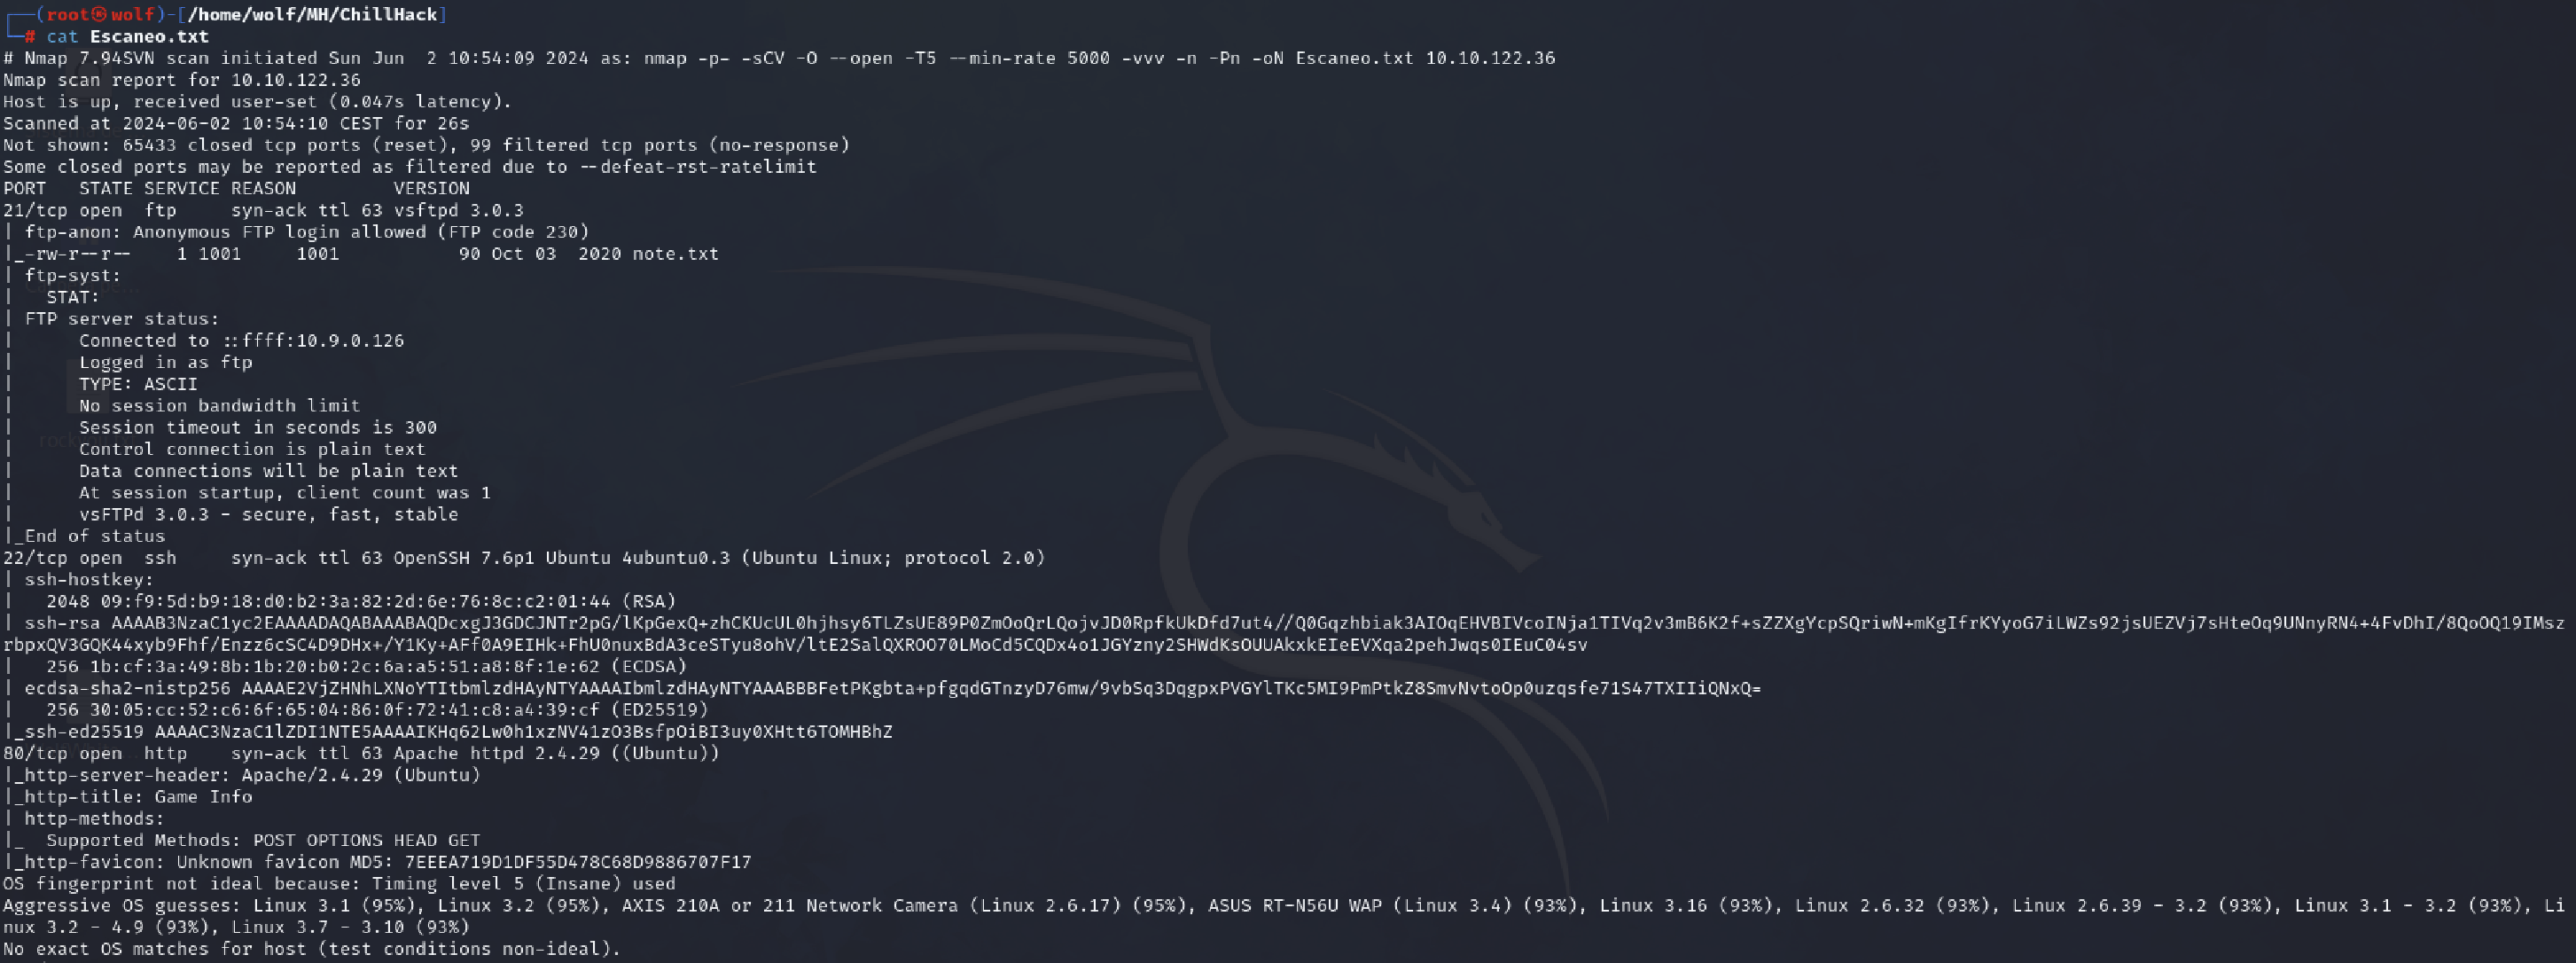 ┌──(root㉿wolf)-[/home/wolf/MH/ChillHack]
└─# cat Escaneo.txt
# Nmap 7.94SVN scan initiated Sun Jun  2 10:54:09 2024 as: nmap -p- -sCV -O --open -T5 --min-rate 5000 -vvv -n -Pn -oN Escaneo.txt 10.10.122.36
Nmap scan report for 10.10.122.36
Host is up, received user-set (0.047s latency).
Scanned at 2024-06-02 10:54:10 CEST for 26s
Not shown: 65433 closed tcp ports (reset), 99 filtered tcp ports (no-response)
Some closed ports may be reported as filtered due to --defeat-rst-ratelimit
PORT   STATE SERVICE REASON         VERSION
21/tcp open  ftp     syn-ack ttl 63 vsftpd 3.0.3
| ftp-anon: Anonymous FTP login allowed (FTP code 230)
|_-rw-r--r--    1 1001     1001           90 Oct 03  2020 note.txt
| ftp-syst:
|   STAT:
| FTP server status:
|      Connected to ::ffff:10.9.0.126
|      Logged in as ftp
|      TYPE: ASCII
|      No session bandwidth limit
|      Session timeout in seconds is 300
|      Control connection is plain text
|      Data connections will be plain text
|      At session startup, client count was 1
|      vsFTPd 3.0.3 - secure, fast, stable
|_End of status
22/tcp open  ssh     syn-ack ttl 63 OpenSSH 7.6p1 Ubuntu 4ubuntu0.3 (Ubuntu Linux; protocol 2.0)
| ssh-hostkey:
|   2048 09:f9:5d:b9:18:d0:b2:3a:82:2d:6e:76:8c:c2:01:44 (RSA)
| ssh-rsa AAAAB3NzaC1yc2EAAAADAQABAAABAQDcxgJ3GDCJNTr2pG/lKpGexQ+zhCKUcUL0hjhsy6TLZsUE89P0ZmOoQrLQojvJD0RpfkUkDfd7ut4//Q0Gqzhbiak3AIOqEHVBIVcoINja1TIVq2v3mB6K2f+sZZXgYcpSQriwN+mKgIfrKYyoG7iLWZs92jsUEZVj7sHteOq9UNnyRN4+4FvDhI/8QoOQ19IMsz
rbpxQV3GQK44xyb9Fhf/Enzz6cSC4D9DHx+/Y1Ky+AFf0A9EIHk+FhU0nuxBdA3ceSTyu8ohV/ltE2SalQXROO70LMoCd5CQDx4o1JGYzny2SHWdKsOUUAkxkEIeEVXqa2pehJwqs0IEuC04sv
|   256 1b:cf:3a:49:8b:1b:20:b0:2c:6a:a5:51:a8:8f:1e:62 (ECDSA)
| ecdsa-sha2-nistp256 AAAAE2VjZHNhLXNoYTItbmlzdHAyNTYAAAAIbmlzdHAyNTYAAABBBFetPKgbta+pfgqdGTnzyD76mw/9vbSq3DqgpxPVGYlTKc5MI9PmPtkZ8SmvNvtoOp0uzqsfe71S47TXIIiQNxQ=
|   256 30:05:cc:52:c6:6f:65:04:86:0f:72:41:c8:a4:39:cf (ED25519)
|_ssh-ed25519 AAAAC3NzaC1lZDI1NTE5AAAAIKHq62Lw0h1xzNV41zO3BsfpOiBI3uy0XHtt6TOMHBhZ
80/tcp open  http    syn-ack ttl 63 Apache httpd 2.4.29 ((Ubuntu))
|_http-server-header: Apache/2.4.29 (Ubuntu)
|_http-title: Game Info
| http-methods:
|_  Supported Methods: POST OPTIONS HEAD GET
|_http-favicon: Unknown favicon MD5: 7EEEA719D1DF55D478C68D9886707F17
OS fingerprint not ideal because: Timing level 5 (Insane) used
Aggressive OS guesses: Linux 3.1 (95%), Linux 3.2 (95%), AXIS 210A or 211 Network Camera (Linux 2.6.17) (95%), ASUS RT-N56U WAP (Linux 3.4) (93%), Linux 3.16 (93%), Linux 2.6.32 (93%), Linux 2.6.39 - 3.2 (93%), Linux 3.1 - 3.2 (93%), Li
nux 3.2 - 4.9 (93%), Linux 3.7 - 3.10 (93%)
No exact OS matches for host (test conditions non-ideal).